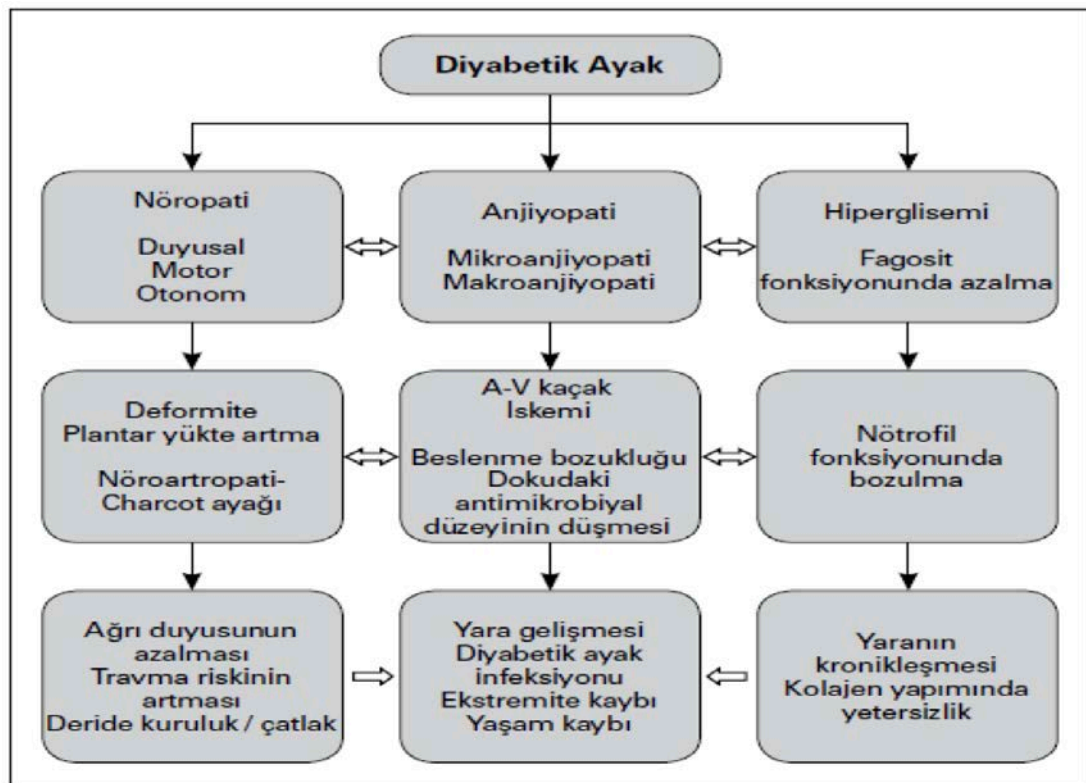 Diyabetik Ayak
Nöropati
Duyusal
Motor
Otonom
Anjiyopati
Mikroanjiyopati
Makroanjiyopati
Hiperglisemi
Fagosit
fonksiyonunda azalma
Deformite
Plantar yükte artma
Nöroartropati-
Charcot ayağı
A-V kaçak
İskemi
Beslenme bozukluğu
Dokudaki
antimikrobiyal
düzeyinin düşmesi
Nötrofil
fonksiyonunda
bozulma
Ağrı duyusunun
azalması
Travma riskinin
artması
Deride kuruluk / çatlak
Yara gelişmesi
Diyabetik ayak
infeksiyonu
Ekstremite kaybı
Yaşam kaybı
Yaranın
kronikleşmesi
Kolajen yapımında
yetersizlik